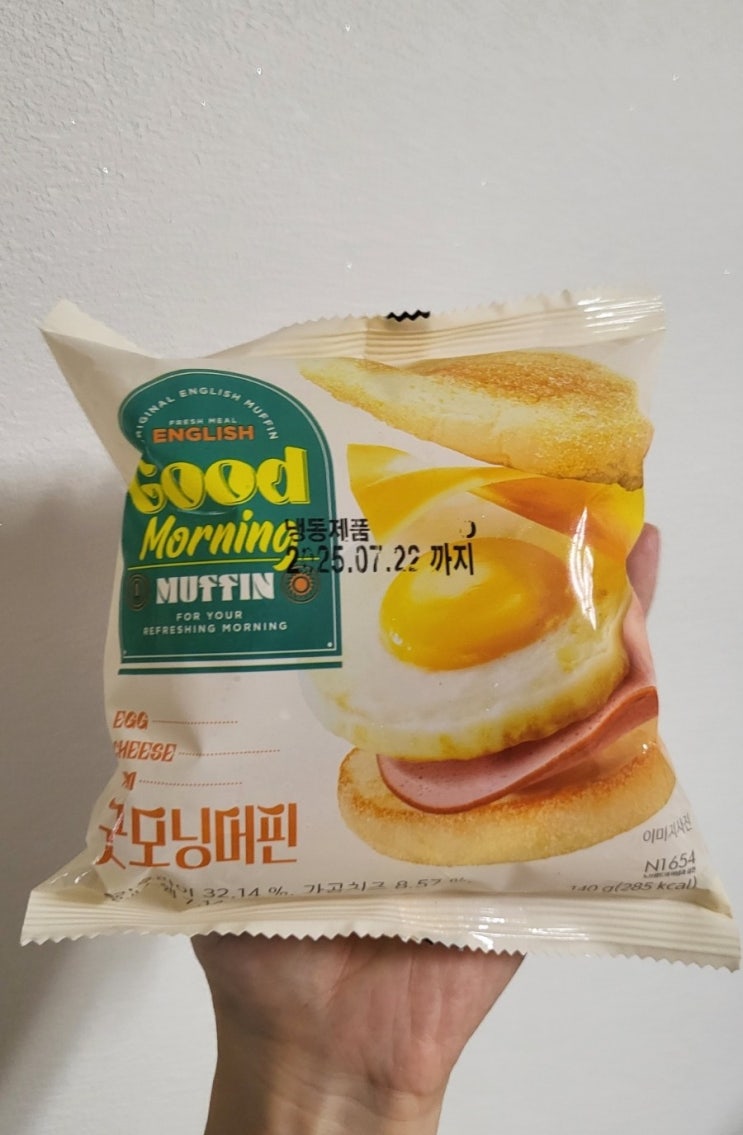 ORIGINAL ENGLISH MUFFIN
FRESH MEAL
ENGLISH
Good
Morning
MUFFIN
FOR YOUR
REFRESHING MORNING
냉동제품
2025.07.22 까지
EGG
CHEESE
굿모닝머핀
32.14 %, 가공치즈 8.57 %
이미지사진
N1654
140 g(285 kcal)